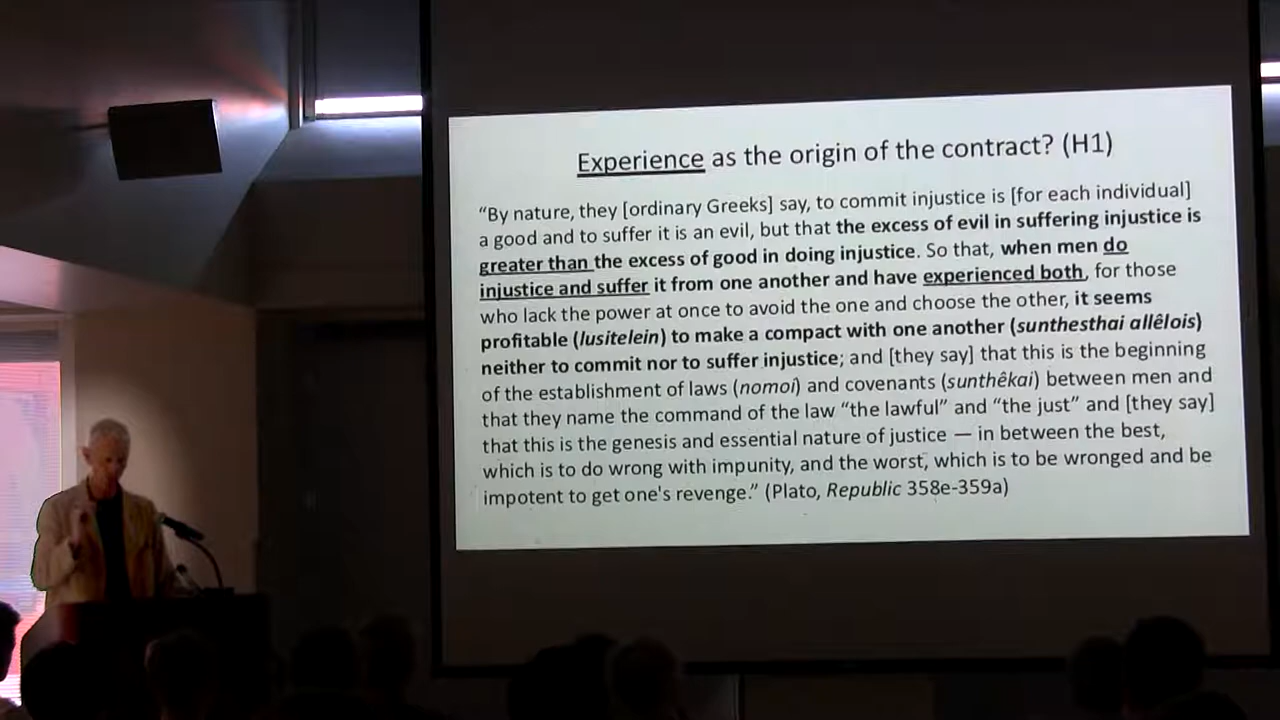 Experience as the origin of the contract? (H1)
“By nature, they [ordinary Greeks] say, to commit injustice is [for each individual]
a good and to suffer it is an evil, but that the excess of evil in suffering injustice is
greater than the excess of good in doing injustice. So that, when men do
injustice and suffer it from one another and have experienced both, for those
who lack the power at once to avoid the one and choose the other, it seems
profitable (lusitelein) to make a compact with one another (sunthesthai allêlois)
neither to commit nor to suffer injustice; and [they say] that this is the beginning
of the establishment of laws (nomoi) and covenants (sunthêkai) between men and
that they name the command of the law “the lawful” and “the just” and [they say]
that this is the genesis and essential nature of justice — in between the best,
which is to do wrong with impunity, and the worst, which is to be wronged and be
impotent to get one's revenge.” (Plato, Republic 358e-359a)